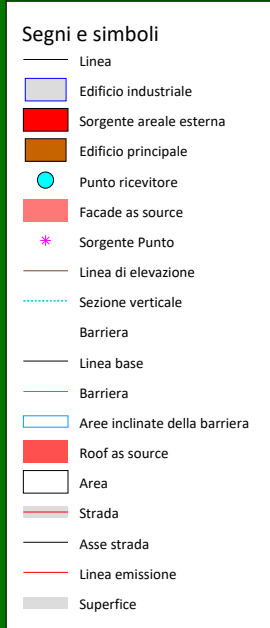 Segni e simboli
Linea
Edificio industriale
Sorgente areale esterna
Edificio principale
Punto ricevitore
Facade as source
Sorgente Punto
Linea di elevazione
Sezione verticale
Barriera
Linea base
Barriera
Aree inclinate della barriera
Roof as source
Area
Strada
Asse strada
Linea emissione
Superfice